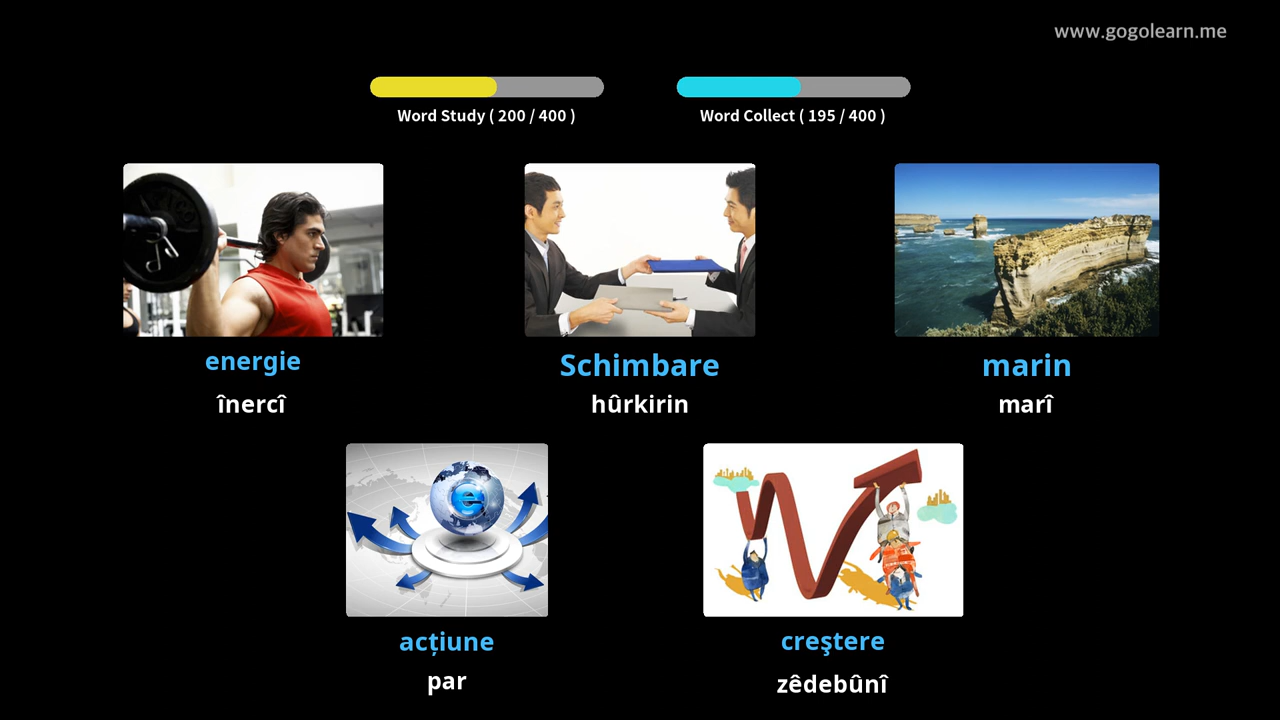 www.gogolearn.me
Word Study ( 200 / 400 )
Word Collect ( 195 / 400 )
energie
înercî
Schimbare
hûrkirin
marin
marî
e
acțiune
par
creştere
zêdebûnî